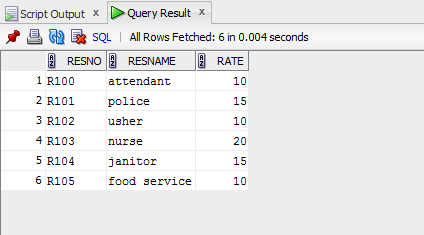 Script Output × Query Result ×
SQL | All Rows Fetched: 6 in 0.004 seconds
RESNO RESNAME RATE
1 R100 attendant 10
2 R101 police 15
3 R102 usher 10
4 R103 nurse 20
5 R104 janitor 15
6 R105 food service 10